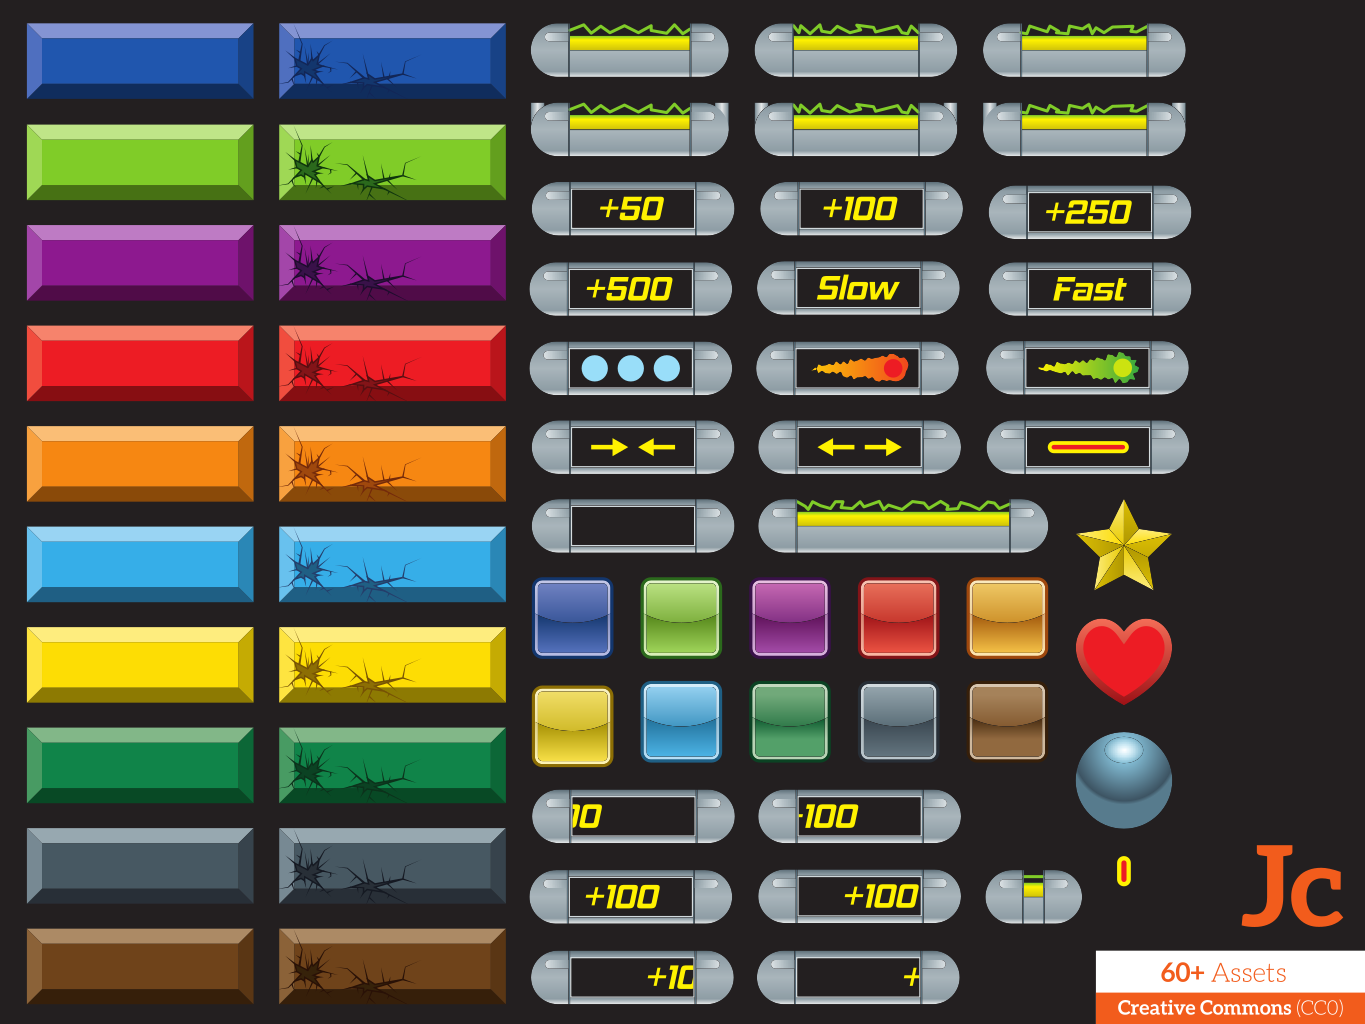 +50
+100
+250
+500
Slow
Fast
10
-100
+100
+100
+10
+
Jc
60+ Assets
Creative Commons (CC0)